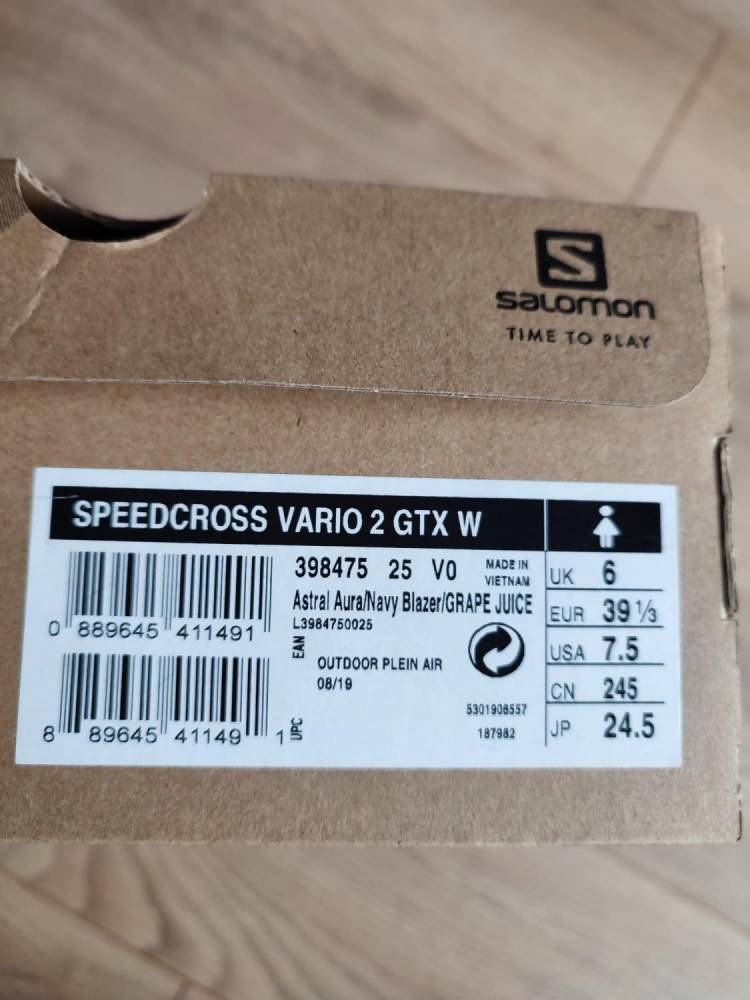 S
salomon
TIME TO PLAY
SPEEDCROSS VARIO 2 GTX W
398475 25 V0
MADE IN
VIETNAM
Astral Aura/Navy Blazer/GRAPE JUICE
L3984750025
0 889645 411491
EAN
OUTDOOR PLEIN AIR
08/19
8 89645 41149 1
UPC
5301906557
187982
UK 6
EUR 39 1/3
USA 7.5
CN 245
JP 24.5